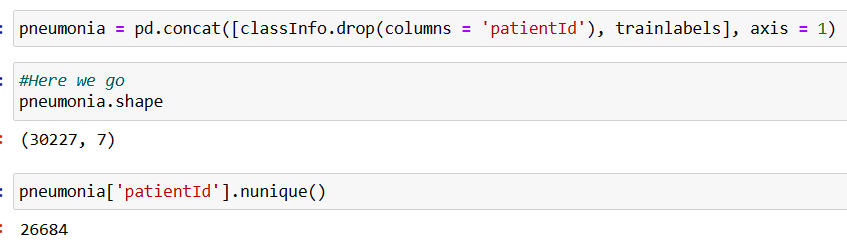 pneumonia = pd.concat([classInfo.drop(columns = 'patientId'), trainlabels], axis = 1)
#Here we go
pneumonia.shape
(30227, 7)
pneumonia['patientId'].nunique()
26684